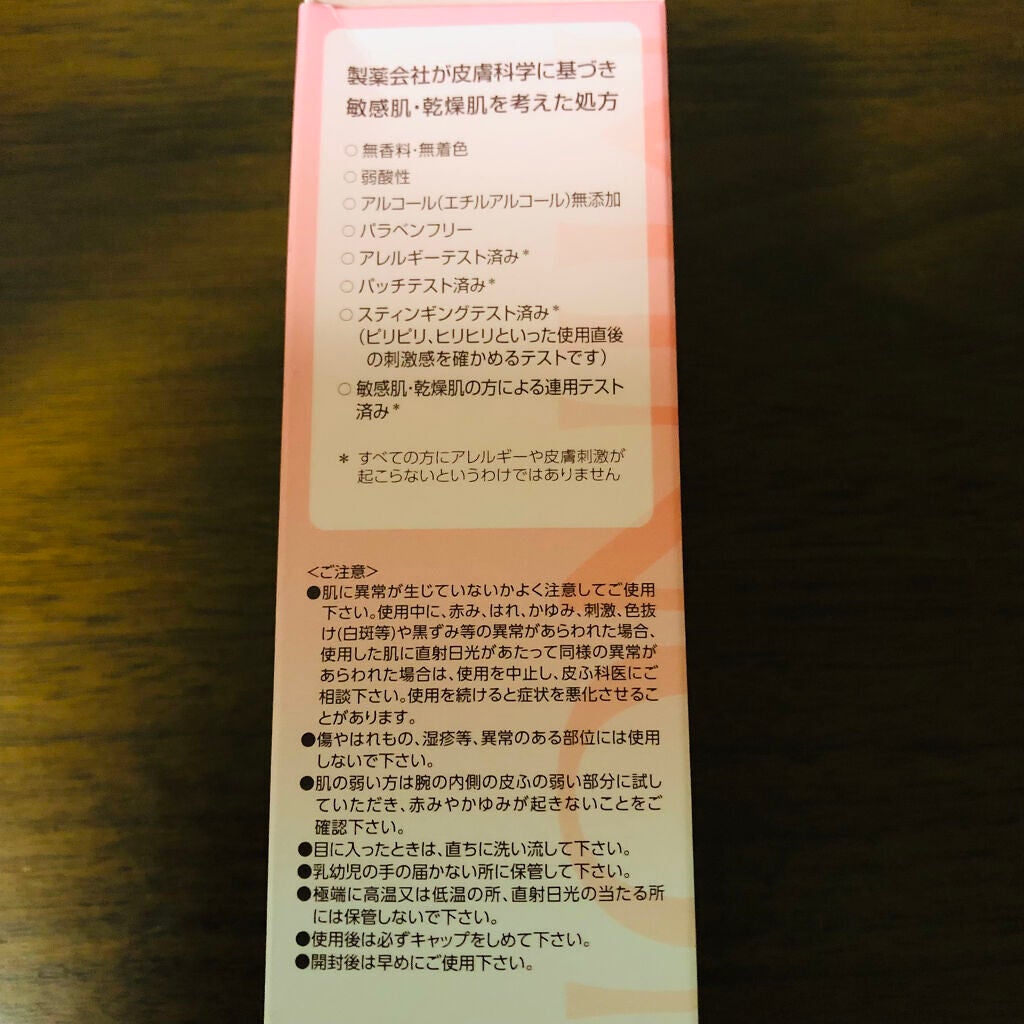 製薬会社が皮膚科学に基づき
敏感肌・乾燥肌を考えた処方
○ 無香料・無着色
○ 弱酸性
○ アルコール(エチルアルコール)無添加
○ パラベンフリー
○ アレルギーテスト済み*
○ パッチテスト済み*
○ スティンギングテスト済み*
(ピリピリ、ヒリヒリといった使用直後
の刺激感を確かめるテストです)
○ 敏感肌・乾燥肌の方による連用テスト
済み*
* すべての方にアレルギーや皮膚刺激が
起こらないというわけではありません
<ご注意>
●肌に異常が生じていないかよく注意してご使用
下さい。使用中に、赤み、はれ、かゆみ、刺激、色抜
け(白斑等)や黒ずみ等の異常があらわれた場合、
使用した肌に直射日光があたって同様の異常が
あらわれた場合は、使用を中止し、皮ふ科医にご
相談下さい。使用を続けると症状を悪化させるこ
とがあります。
●傷やはれもの、湿疹等、異常のある部位には使用
しないで下さい。
●肌の弱い方は腕の内側の皮ふの弱い部分に試し
ていただき、赤みやかゆみが起きないことをご
確認下さい。
●目に入ったときは、直ちに洗い流して下さい。
●乳幼児の手の届かない所に保管して下さい。
●極端に高温又は低温の所、直射日光の当たる所
には保管しないで下さい。
●使用後は必ずキャップをしめて下さい。
●開封後は早めにご使用下さい。